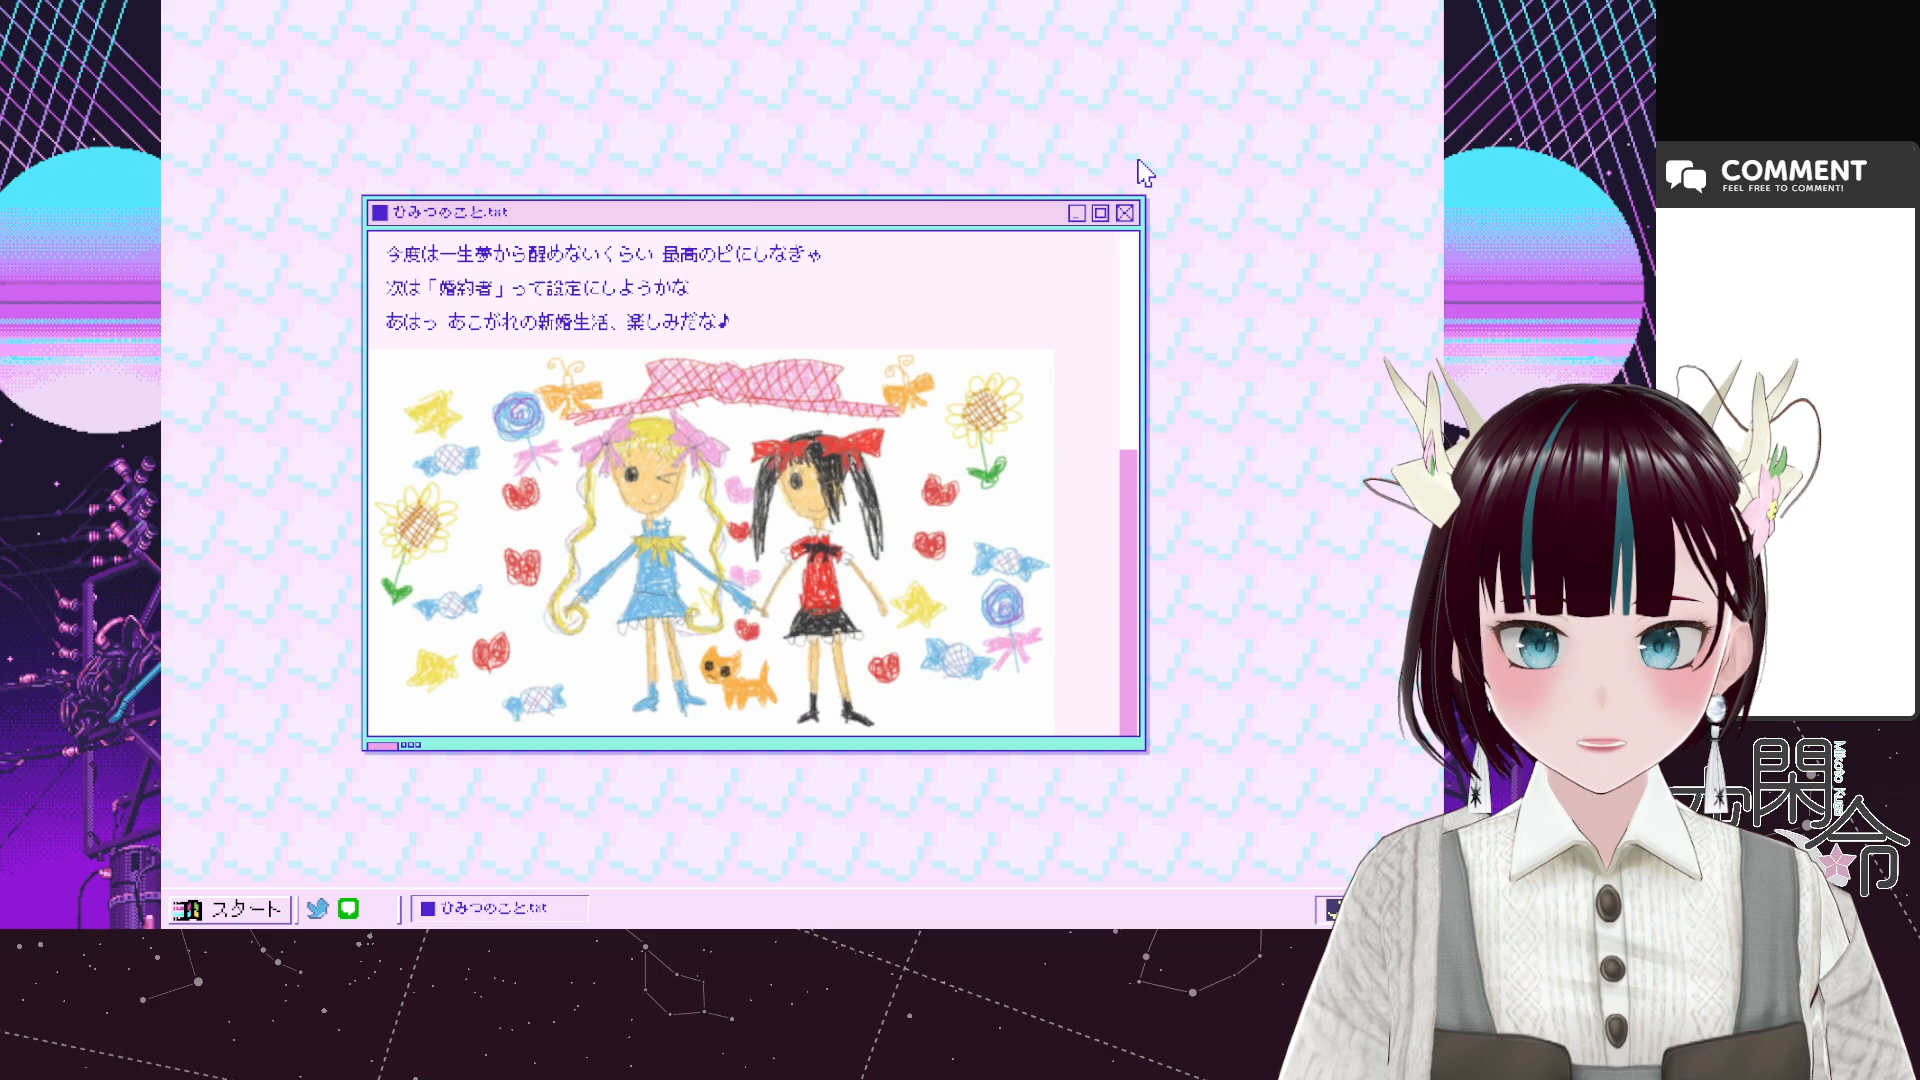 COMMENT
FEEL FREE TO COMMENT!
ひみつのこと.txt
今度は一生夢から醒めないくらい 最高のピにしなきゃ
次は「婚約者」って設定にしようかな
あはっ あこがれの新婚生活、楽しみだな♪
スタート
ひみつのこと.txt
閑
命